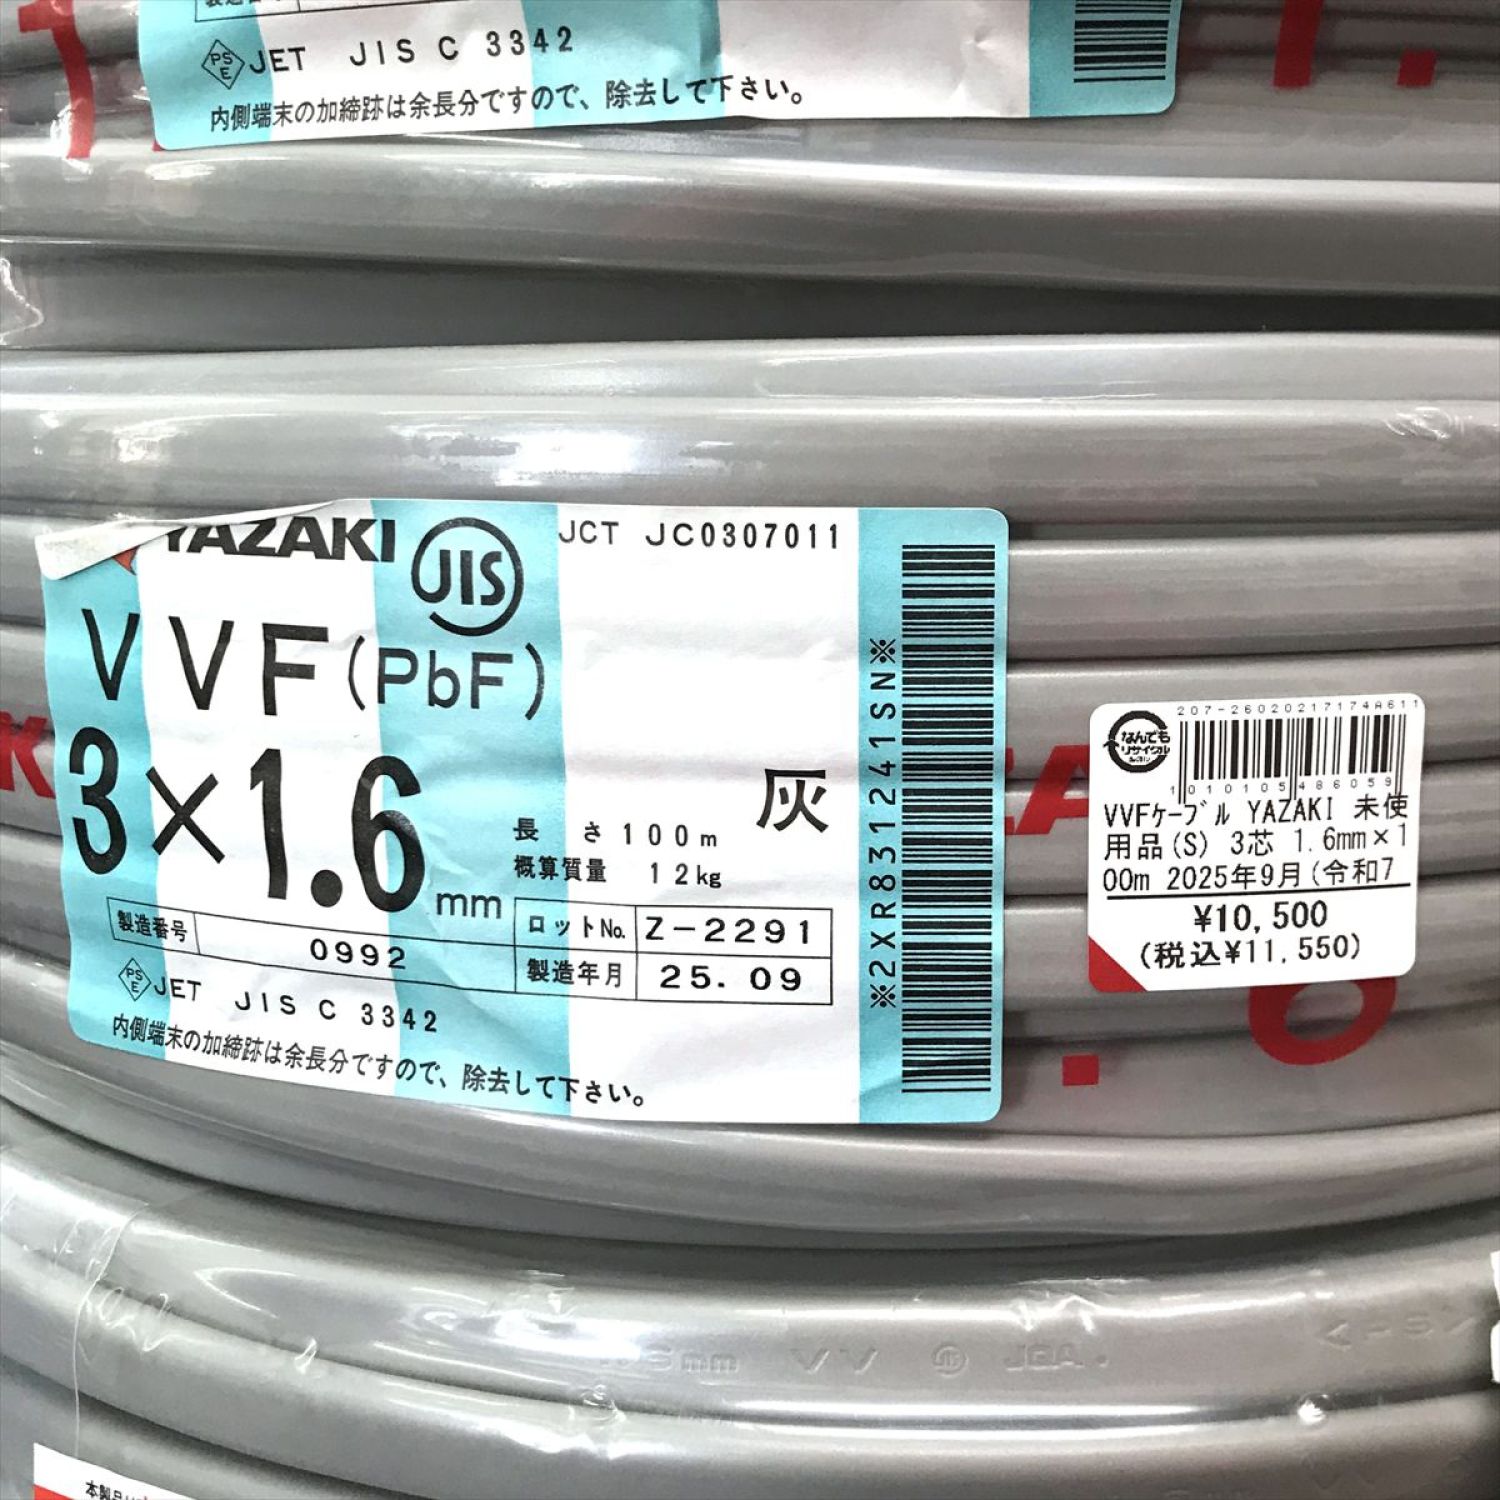 PS E JET JIS C 3342
内側端末の加締跡は余長分ですので、除去して下さい。
YAZAKI JIS JCT JC0307011
VVF(PbF)
3×1.6mm
長 さ 100m 灰
概算質量 12kg
製造番号 0992
ロットNo. Z-2291
製造年月 25.09
PS E JET JIS C 3342
内側端末の加締跡は余長分ですので、除去して下さい。
※2XR831241SN※
207-26020217174A611
なんでも
リサイクル
1010105486059
VVFケーブル YAZAKI 未使
用品(S) 3芯 1.6mm×1
00m 2025年9月(令和7
¥10,500
(税込¥11,550)